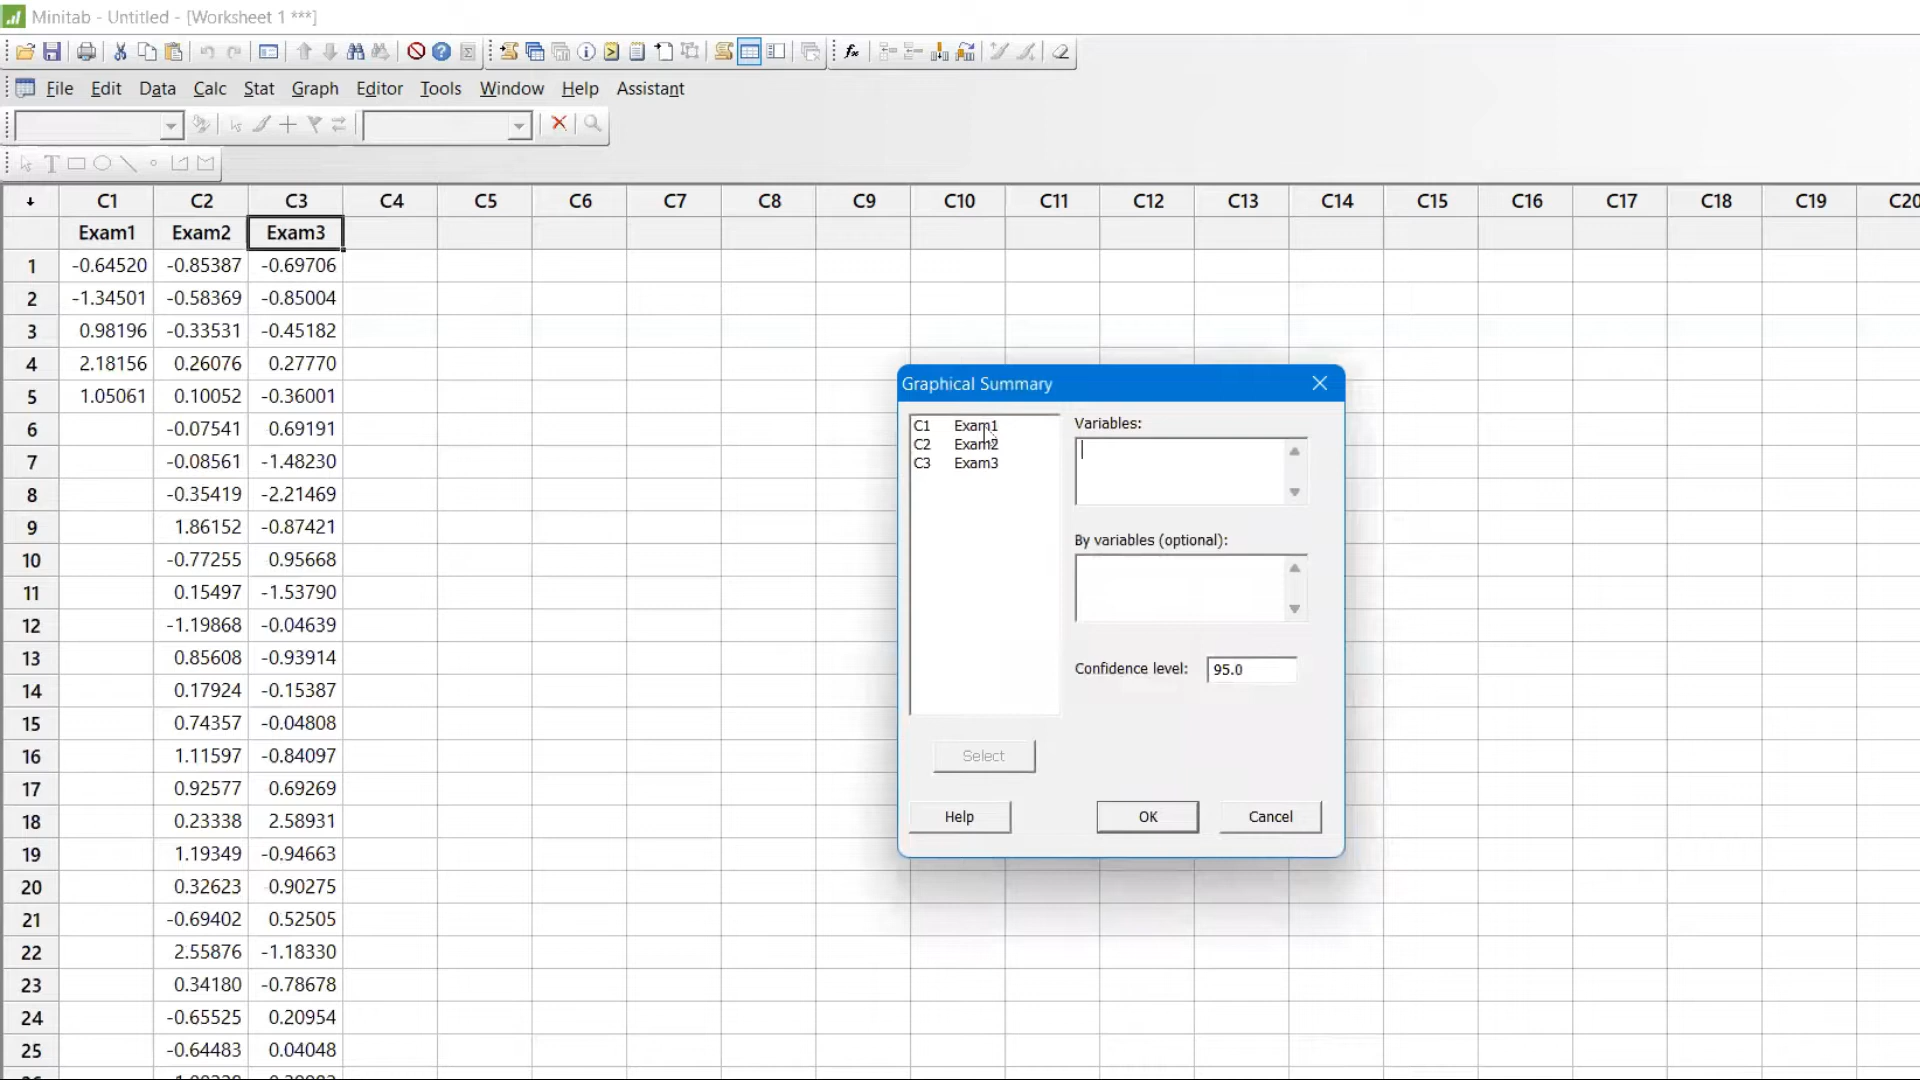 Minitab - Untitled - [Worksheet 1 ***]
File Edit Data Calc Stat Graph Editor Tools Window Help Assistant
C1 C2 C3 C4 C5 C6 C7 C8 C9 C10 C11 C12 C13 C14 C15 C16 C17 C18 C19 C20
Exam1 Exam2 Exam3
1 -0.64520 -0.85387 -0.69706
2 -1.34501 -0.58369 -0.85004
3 0.98196 -0.33531 -0.45182
4 2.18156 0.26076 0.27770
5 1.05061 0.10052 -0.36001
6 -0.07541 0.69191
7 -0.08561 -1.48230
8 -0.35419 -2.21469
9 1.86152 -0.87421
10 -0.77255 0.95668
11 0.15497 -1.53790
12 -1.19868 -0.04639
13 0.85608 -0.93914
14 0.17924 -0.15387
15 0.74357 -0.04808
16 1.11597 -0.84097
17 0.92577 0.69269
18 0.23338 2.58931
19 1.19349 -0.94663
20 0.32623 0.90275
21 -0.69402 0.52505
22 2.55876 -1.18330
23 0.34180 -0.78678
24 -0.65525 0.20954
25 -0.64483 0.04048
Graphical Summary
C1 Exam1
C2 Exam2
C3 Exam3
Variables:
By variables (optional):
Confidence level: 95.0
Select
Help OK Cancel